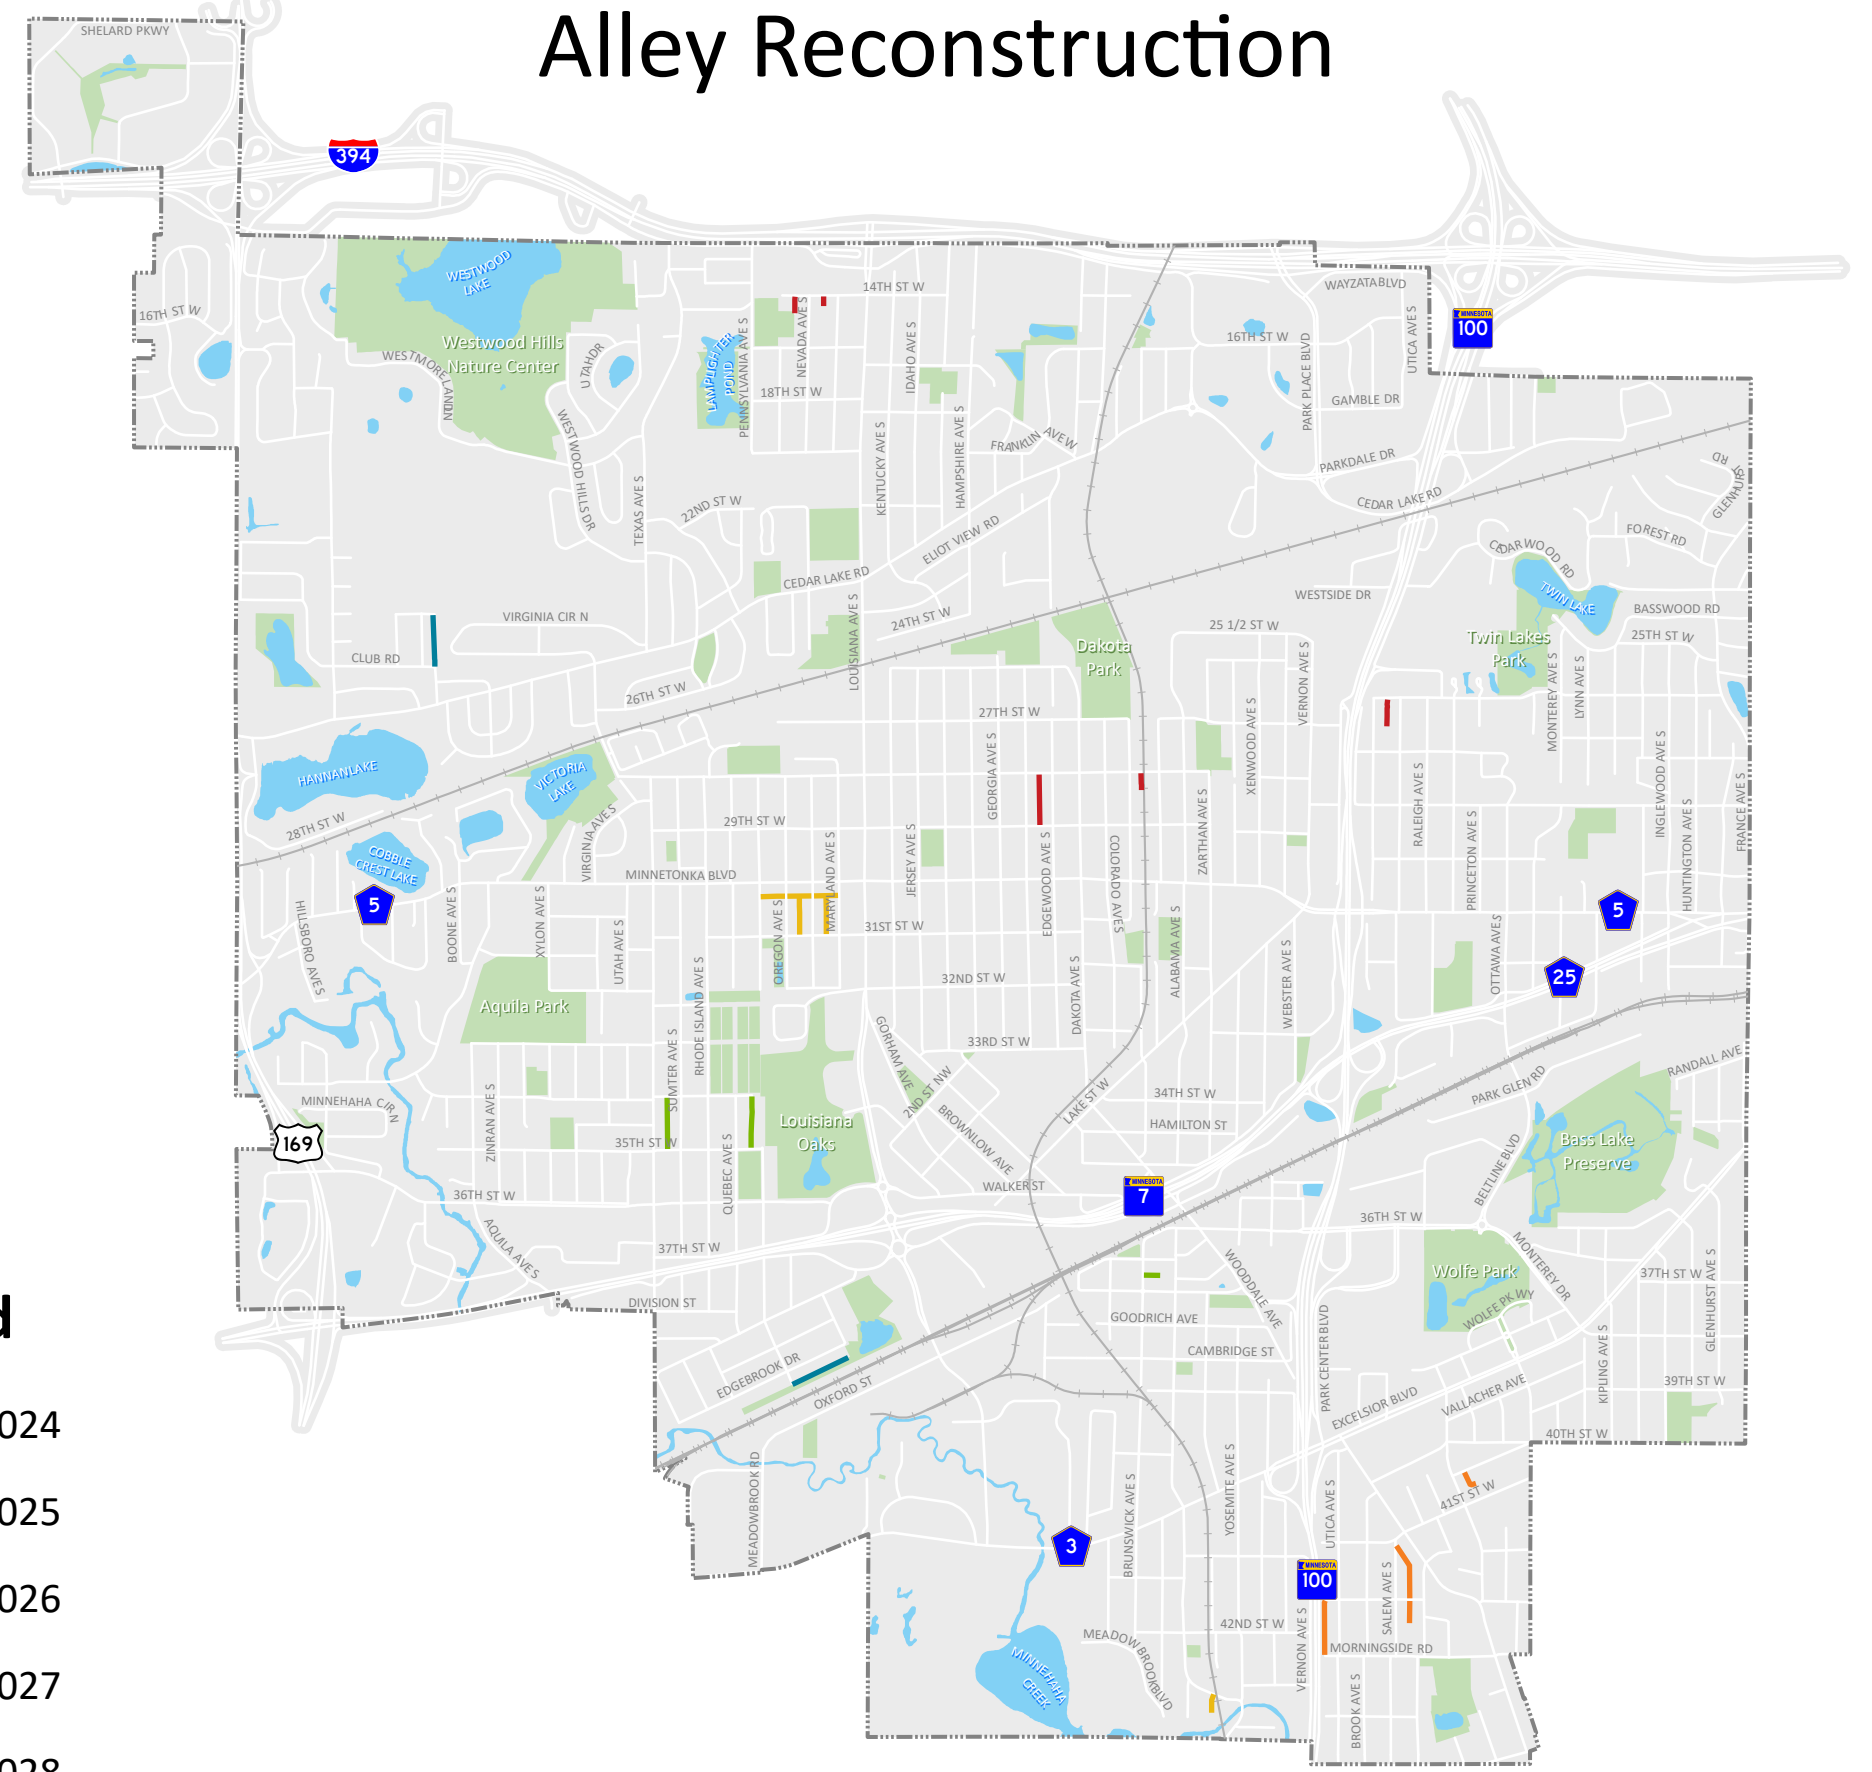 Alley Reconstruction
SHELARD PKWY
394
WESTWOOD
LAKE
14TH ST W
WAYZATA BLVD
16TH ST W
MINNESOTA
100
16TH ST W
UTICA AVE S
PARK PLACE BLVD
Westwood Hills
Nature Center
WESTMORELAND LN
UTAH DR
LAMPLIGHTER
POND
PENNSYLVANIA AVE S
NEVADA AVE S
IDAHO AVE S
18TH ST W
GAMBLE DR
WESTWOOD HILLS DR
TEXAS AVE S
KENTUCKY AVE S
HAMPSHIRE AVE S
FRANKLIN AVE W
PARKDALE DR
CEDAR LAKE RD
GLENHURST RD
22ND ST W
ELIOT VIEW RD
FOREST RD
CEDARWOOD RD
CEDAR LAKE RD
WESTSIDE DR
TWIN LAKE
BASSWOOD RD
VIRGINIA CIR N
24TH ST W
25 1/2 ST W
25TH ST W
CLUB RD
LOUISIANA AVE S
Dakota
Park
Twin Lakes
Park
26TH ST W
27TH ST W
VERNON AVE S
XENWOOD AVE S
MONTEREY AVE S
LYNN AVE S
HANNAN LAKE
VICTORIA
LAKE
GEORGIA AVE S
INGLEWOOD AVE S
FRANCE AVE S
28TH ST W
29TH ST W
VIRGINIA AVE S
ZARTHAN AVE S
RALEIGH AVE S
PRINCETON AVE S
HUNTINGTON AVE S
COBBLE
CREST LAKE
MINNETONKA BLVD
MARYLAND AVE S
JERSEY AVE S
EDGEWOOD AVE S
COLORADO AVE S
5
5
HILLSBORO AVE S
BOONE AVE S
XYLON AVE S
UTAH AVE S
OREGON AVE S
31ST ST W
ALABAMA AVE S
WEBSTER AVE S
OTTAWA AVE S
25
RHODE ISLAND AVE S
32ND ST W
DAKOTA AVE S
Aquila Park
SUMTER AVE S
GORHAM AVE
33RD ST W
RANDALL AVE
MINNEHAHA CIR N
ZINRAN AVE S
2ND ST NW
LAKE ST W
34TH ST W
PARK GLEN RD
169
35TH ST W
QUEBEC AVE S
Louisiana
Oaks
BROWNLOW AVE
HAMILTON ST
BELTLINE BLVD
Bass Lake
Preserve
36TH ST W
WALKER ST
MINNESOTA
7
36TH ST W
AQUILA AVE S
37TH ST W
WOODDALE AVE
MONTEREY DR
Wolfe Park
37TH ST W
GLENHURST AVE S
d
DIVISION ST
GOODRICH AVE
WOLFE PKWY
CAMBRIDGE ST
PARK CENTER BLVD
KIPLING AVE S
EDGEBROOK DR
OXFORD ST
EXCELSIOR BLVD
VALLACHER AVE
39TH ST W
024
40TH ST W
MEADOWBROOK RD
YOSEMITE AVE S
UTICA AVE S
41ST ST W
025
BRUNSWICK AVE S
3
MINNESOTA
100
SALEM AVE S
026
42ND ST W
VERNON AVE S
MORNINGSIDE RD
MEADOWBROOK BLVD
MINNEHAHA
CREEK
027
BROOK AVE S
028